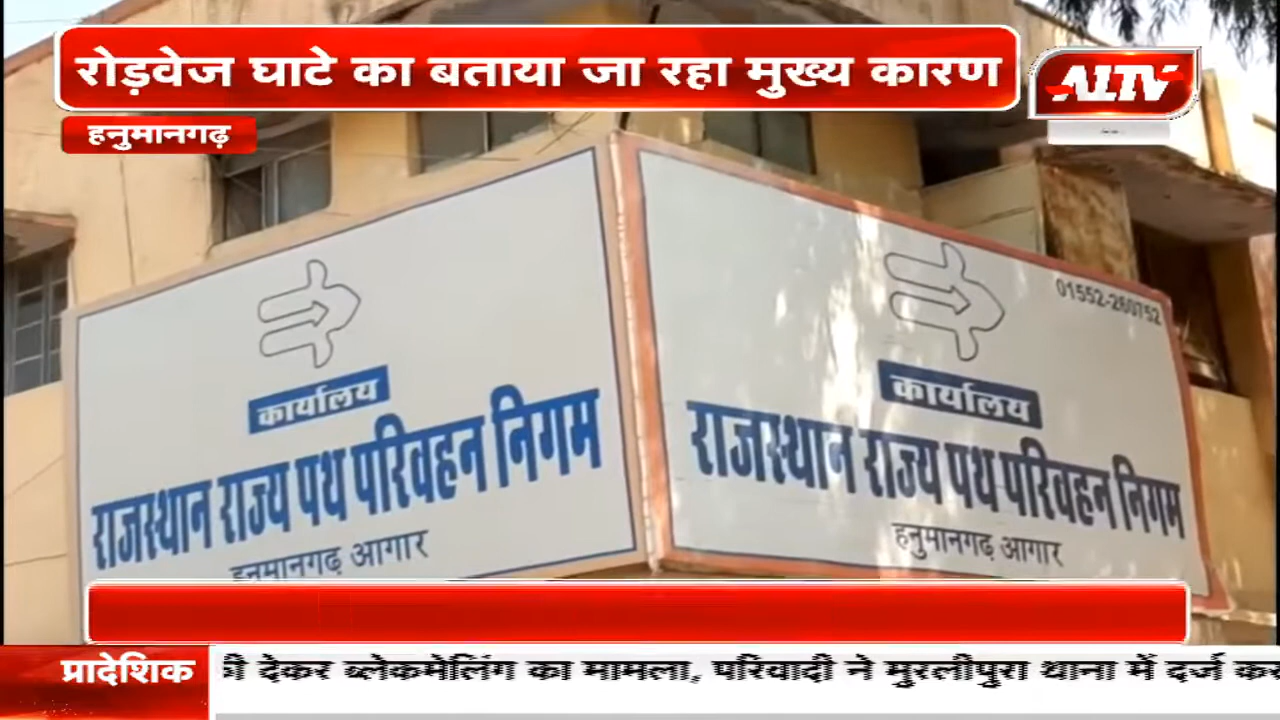 रोड़वेज घाटे का बताया जा रहा मुख्य कारण
ALTV
हनुमानगढ़
01552-260752
कार्यालय
राजस्थान राज्य पथ परिवहन निगम
हनुमानगढ़ आगार
कार्यालय
राजस्थान राज्य पथ परिवहन निगम
हनुमानगढ़ आगार
प्रादेशिक
देकर ब्लेकमेलिंग का मामला, परिवादी ने मुरलीपुरा थाना में दर्ज